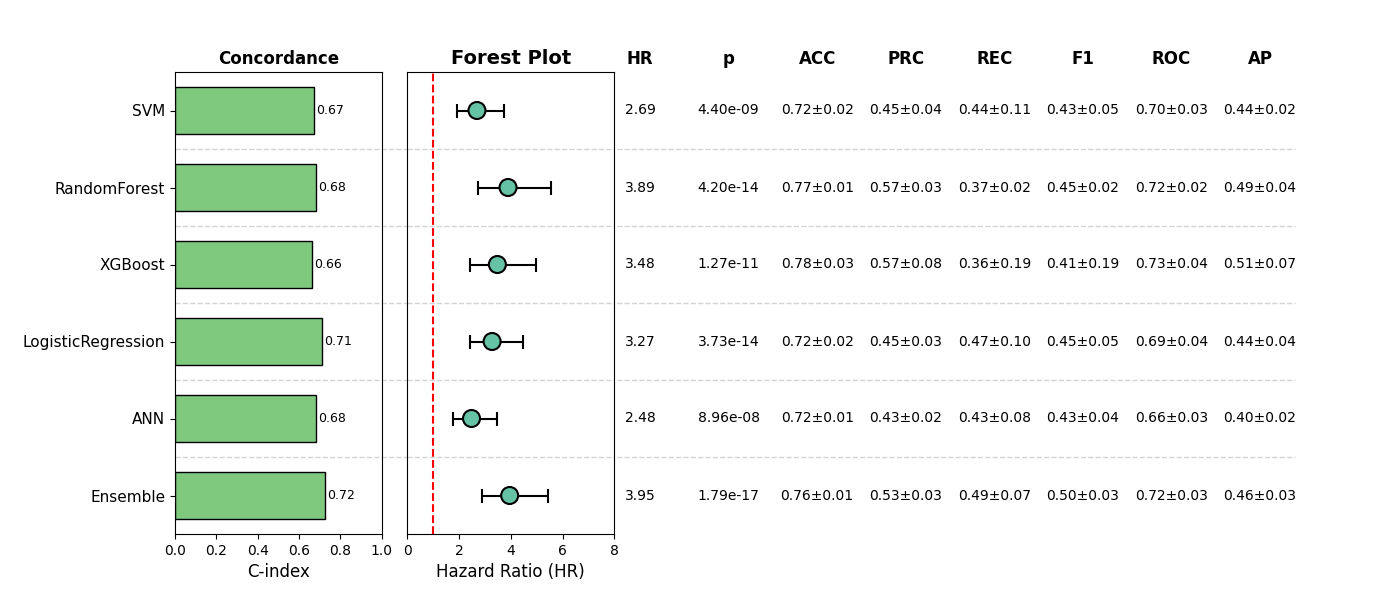 Concordance Forest Plot HR p ACC PRC REC F1 ROC AP
SVM 0.67 2.69 4.40e-09 0.72±0.02 0.45±0.04 0.44±0.11 0.43±0.05 0.70±0.03 0.44±0.02
RandomForest 0.68 3.89 4.20e-14 0.77±0.01 0.57±0.03 0.37±0.02 0.45±0.02 0.72±0.02 0.49±0.04
XGBoost 0.66 3.48 1.27e-11 0.78±0.03 0.57±0.08 0.36±0.19 0.41±0.19 0.73±0.04 0.51±0.07
LogisticRegression 0.71 3.27 3.73e-14 0.72±0.02 0.45±0.03 0.47±0.10 0.45±0.05 0.69±0.04 0.44±0.04
ANN 0.68 2.48 8.96e-08 0.72±0.01 0.43±0.02 0.43±0.08 0.43±0.04 0.66±0.03 0.40±0.02
Ensemble 0.72 3.95 1.79e-17 0.76±0.01 0.53±0.03 0.49±0.07 0.50±0.03 0.72±0.03 0.46±0.03
0.0 0.2 0.4 0.6 0.8 1.0 0 2 4 6 8
C-index Hazard Ratio (HR)